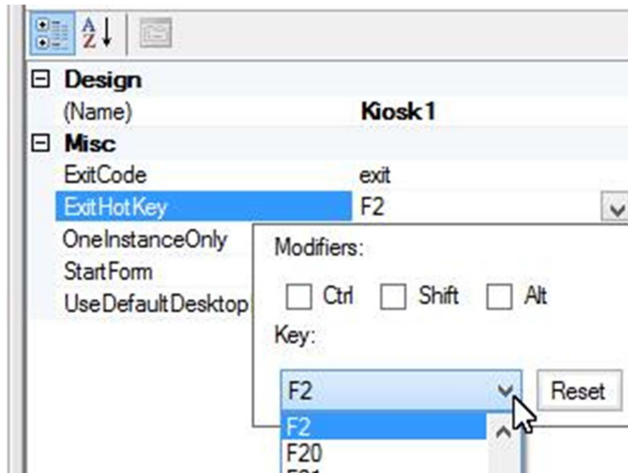 A
Z
Design
(Name) Kiosk1
Misc
ExitCode exit
ExitHotKey F2
OneInstanceOnly
StartForm
UseDefaultDesktop
Modifiers:
Ctrl Shift Alt
Key:
F2 Reset
F2
F20